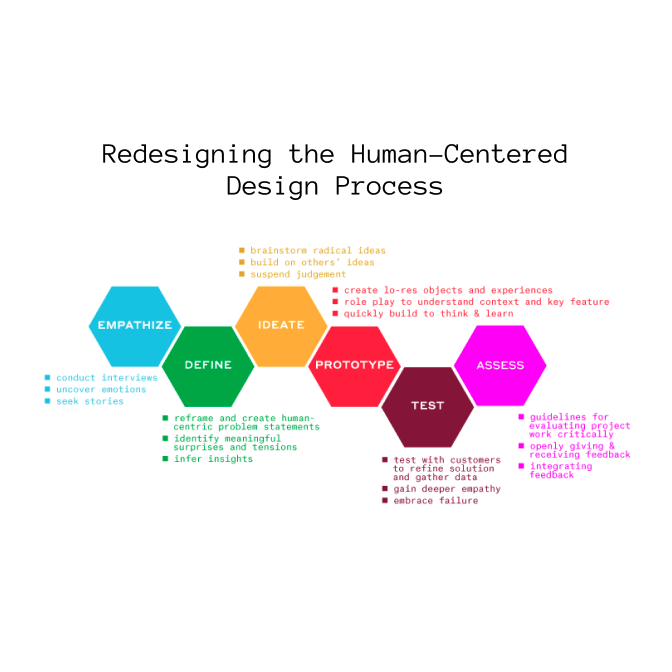 Redesigning the Human-Centered
Design Process
brainstorm radical ideas
build on others' ideas
suspend judgement
create lo-res objects and experiences
role play to understand context and key feature
quickly build to think & learn
EMPATHIZE
IDEATE
DEFINE
PROTOTYPE
ASSESS
TEST
conduct interviews
uncover emotions
seek stories
reframe and create human-
centric problem statements
identify meaningful
surprises and tensions
infer insights
test with customers
to refine solution
and gather data
gain deeper empathy
embrace failure
guidelines for
evaluating project
work critically
openly giving &
receiving feedback
integrating
feedback